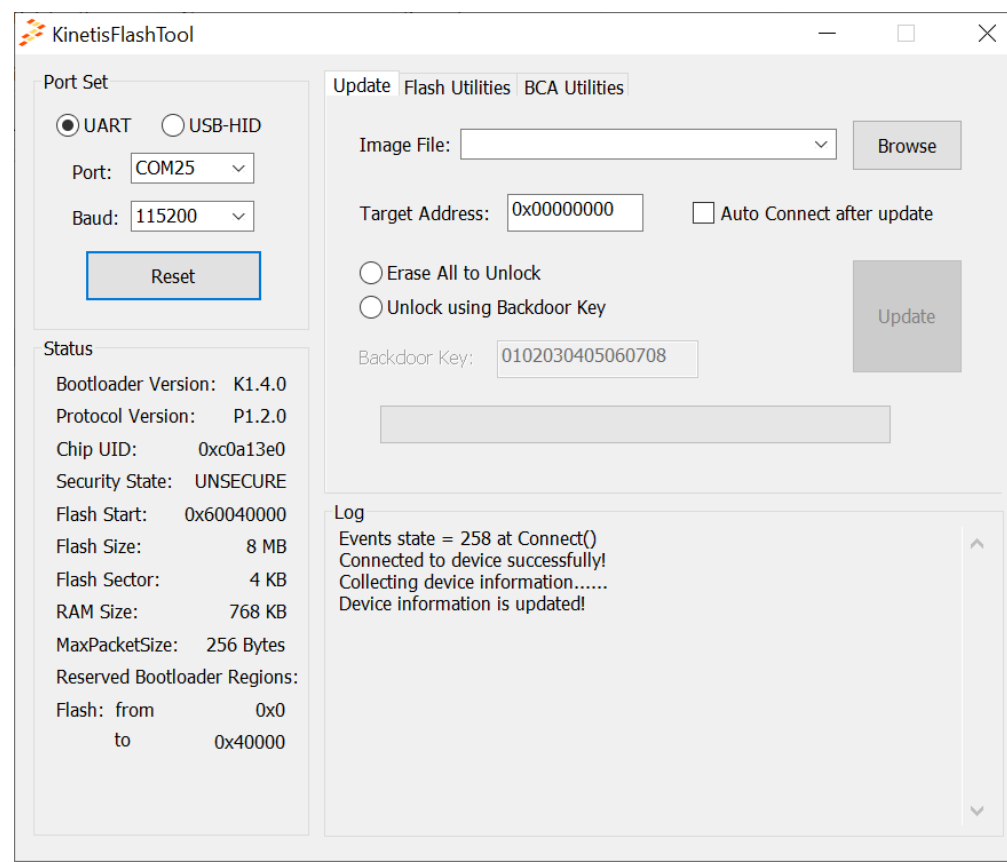 KinetisFlashTool
Port Set
UART USB-HID
Port: COM25
Baud: 115200
Reset
Status
Bootloader Version: K1.4.0
Protocol Version: P1.2.0
Chip UID: 0xc0a13e0
Security State: UNSECURE
Flash Start: 0x60040000
Flash Size: 8 MB
Flash Sector: 4 KB
RAM Size: 768 KB
MaxPacketSize: 256 Bytes
Reserved Bootloader Regions:
Flash: from 0x0
to 0x40000
Update Flash Utilities BCA Utilities
Image File: Browse
Target Address: 0x00000000 Auto Connect after update
Erase All to Unlock
Unlock using Backdoor Key
Update
Backdoor Key: 0102030405060708
Log
Events state = 258 at Connect()
Connected to device successfully!
Collecting device information......
Device information is updated!